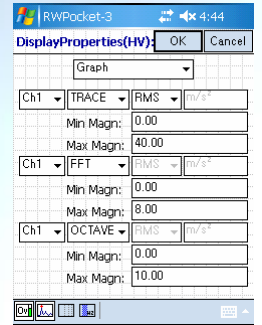 RWPocket-3 4:44
DisplayProperties(HV): OK Cancel
Graph
Ch1 TRACE RMS m/s²
Min Magn: 0.00
Max Magn: 40.00
Ch1 FFT RMS m/s²
Min Magn: 0.00
Max Magn: 8.00
Ch1 OCTAVE RMS m/s²
Min Magn: 0.00
Max Magn: 10.00
Ov